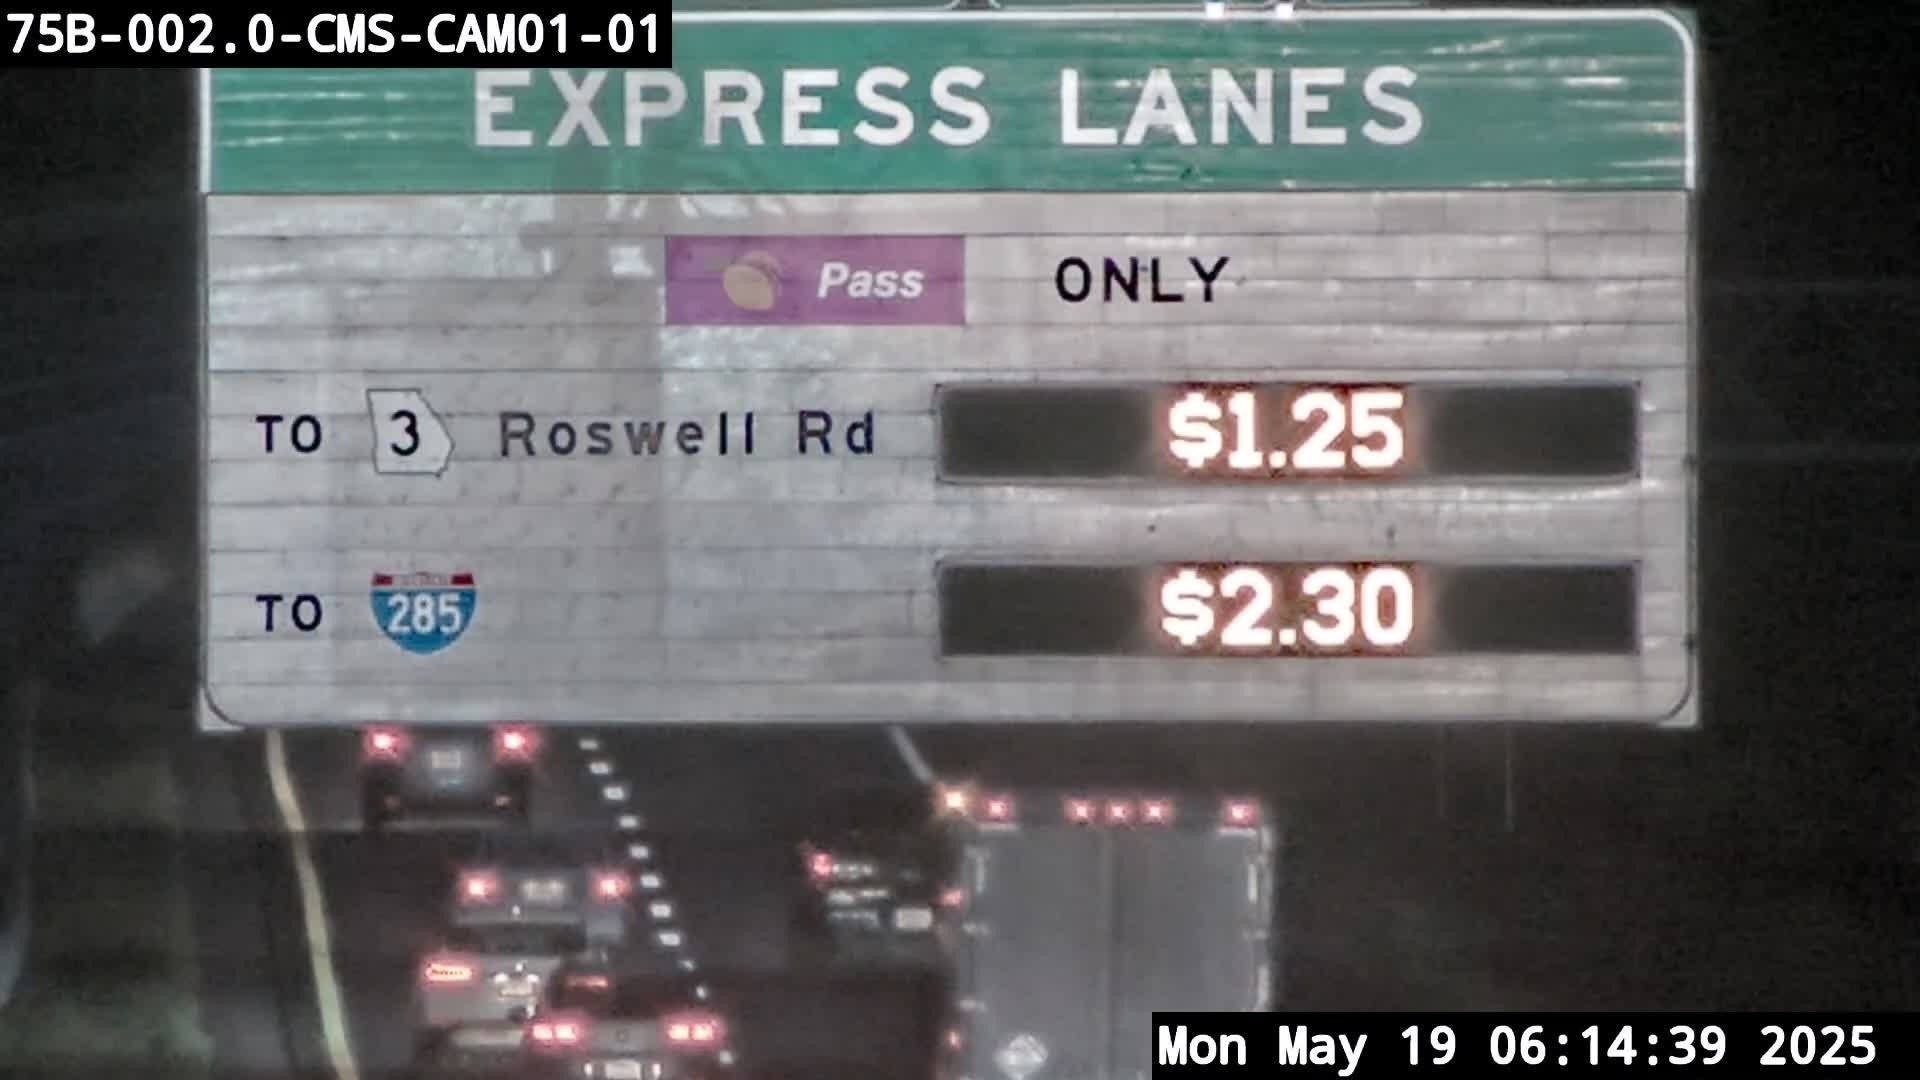 75B-002.0-CMS-CAM01-01
EXPRESS LANES
Pass ONLY
TO 3 Roswell Rd $1.25
TO 285 $2.30
Mon May 19 06:14:39 2025